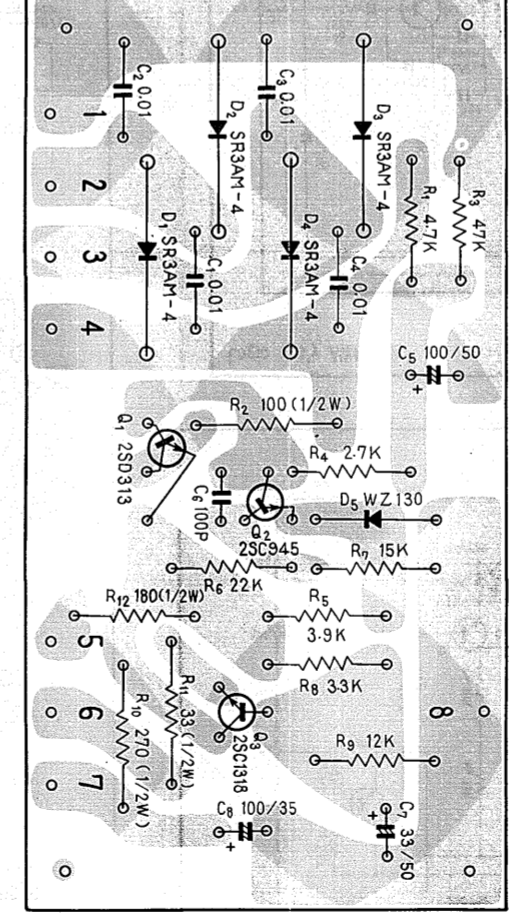 C2 0.01
D2 SR3AM-4
C3 0.01
D3 SR3AM-4
R1 4.7K
R3 47K
1
2
3
4
D1 SR3AM-4
C1 0.01
D4 SR3AM-4
C4 0.01
C5 100/50
+
Q1 2SD313
R2 100 (1/2W)
R4 2.7K
C6 100P
Q2
2SC945
D5 WZ130
R7 15K
R6 22K
R12 180(1/2W)
R5
3.9K
R8 3.3K
5
6
7
8
R10 270 (1/2W)
R11 33 (1/2W)
Q3
2SC1318
R9 12K
C8 100/35
+
C7 33/50
+